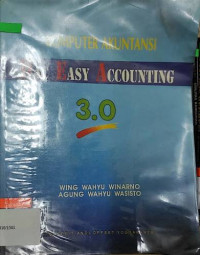 KOMPUTER AKUNTANSI
EASY ACCOUNTING
3.0
WING WAHYU WINARNO
AGUNG WAHYU WASISTO